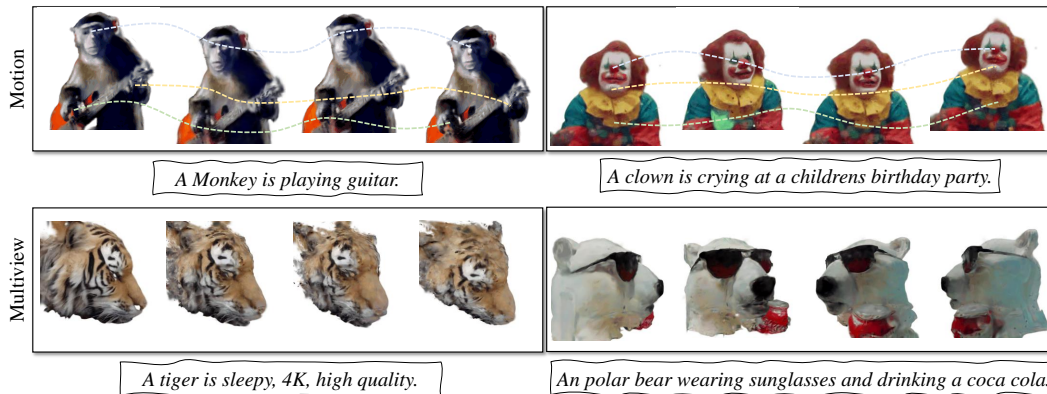 Motion
A Monkey is playing guitar.
A clown is crying at a childrens birthday party.
Multiview
A tiger is sleepy, 4K, high quality.
An polar bear wearing sunglasses and drinking a coca cola.